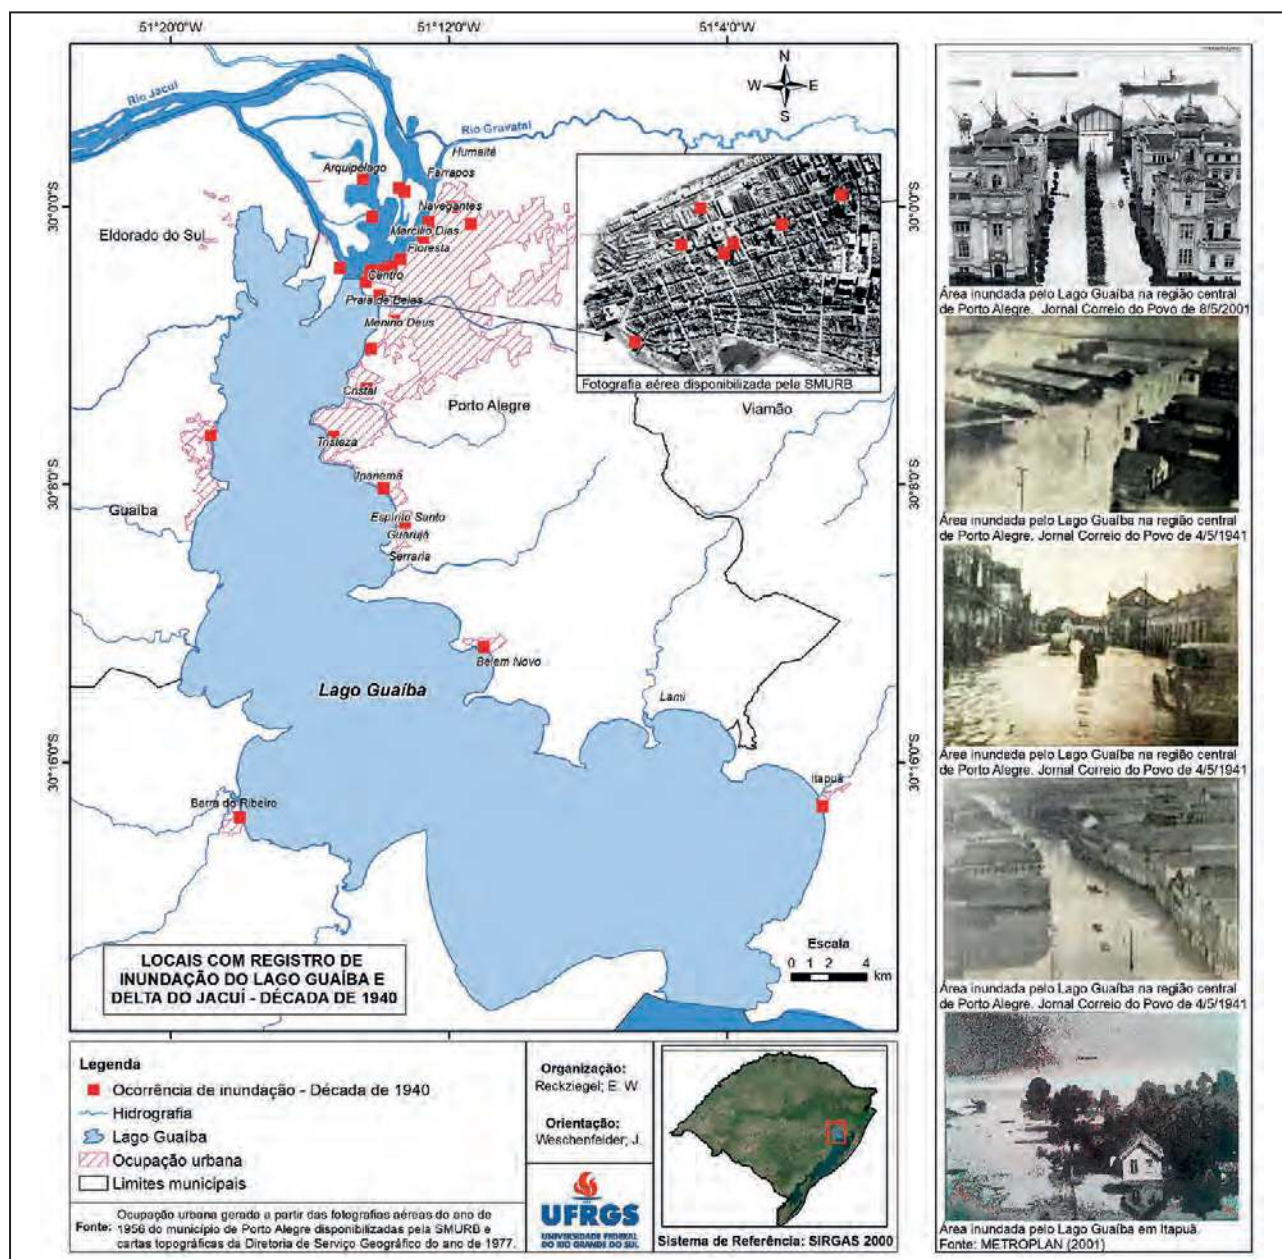 51°20'0"W
51°12'0"W
51°4'0"W
N
W E
S
Rio Jacuí
Rio Gravataí
Humaitá
Arquipélago
Farrapos
30°0'0"S
30°0'0"S
Navegantes
Eldorado do Sul
Marcílio Dias
Floresta
Centro
Praia de Belas
Menino Deus
Fotografia aérea disponibilizada pela SMURB
Cristal
Porto Alegre
Viamão
Tristeza
Ipanema
30°8'0"S
30°8'0"S
Guaíba
Espírito Santo
Guarujá
Serraria
Belém Novo
Lago Guaíba
Lami
30°16'0"S
30°16'0"S
Itapuã
Barra do Ribeiro
LOCAIS COM REGISTRO DE
INUNDAÇÃO DO LAGO GUAÍBA E
DELTA DO JACUÍ - DÉCADA DE 1940
Escala
0 1 2 4
km
Legenda
Ocorrência de inundação - Década de 1940
Hidrografia
Lago Guaíba
Ocupação urbana
Limites municipais
Fonte: Ocupação urbana gerada a partir das fotografias aéreas do ano de
1956 do município de Porto Alegre disponibilizadas pela SMURB e
cartas topográficas da Diretoria de Serviço Geográfico do ano de 1977.
Organização:
Reckziegel; E. W.
Orientação:
Weschenfelder; J.
UFRGS
UNIVERSIDADE FEDERAL
DO RIO GRANDE DO SUL
Sistema de Referência: SIRGAS 2000
Área inundada pelo Lago Guaíba na região central
de Porto Alegre. Jornal Correio do Povo de 8/5/2001
Área inundada pelo Lago Guaíba na região central
de Porto Alegre. Jornal Correio do Povo de 4/5/1941
Área inundada pelo Lago Guaíba na região central
de Porto Alegre. Jornal Correio do Povo de 4/5/1941
Área inundada pelo Lago Guaíba na região central
de Porto Alegre. Jornal Correio do Povo de 4/5/1941
Área inundada pelo Lago Guaíba em Itapuã.
Fonte: METROPLAN (2001)